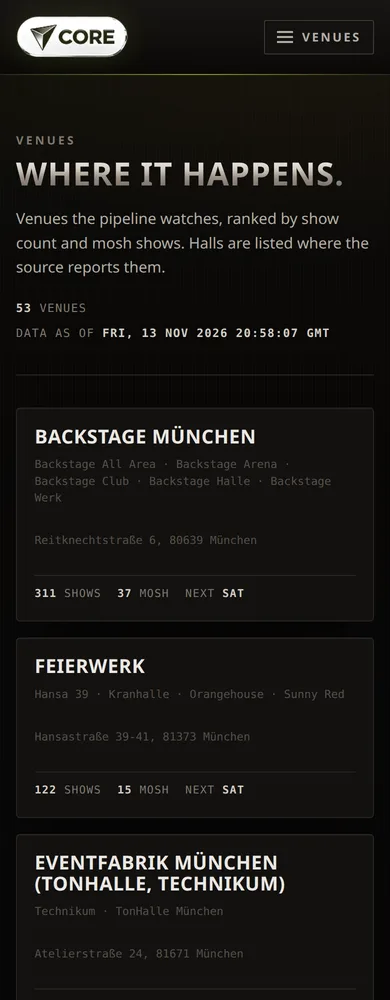 CORE
VENUES
VENUES
WHERE IT HAPPENS.
Venues the pipeline watches, ranked by show
count and mosh shows. Halls are listed where the
source reports them.
53 VENUES
DATA AS OF FRI, 13 NOV 2026 20:58:07 GMT
BACKSTAGE MÜNCHEN
Backstage All Area · Backstage Arena ·
Backstage Club · Backstage Halle · Backstage
Werk
Reitknechtstraße 6, 80639 München
311 SHOWS 37 MOSH NEXT SAT
FEIERWERK
Hansa 39 · Kranhalle · Orangehouse · Sunny Red
Hansastraße 39-41, 81373 München
122 SHOWS 15 MOSH NEXT SAT
EVENTFABRIK MÜNCHEN
(TONHALLE, TECHNIKUM)
Technikum · TonHalle München
Atelierstraße 24, 81671 München